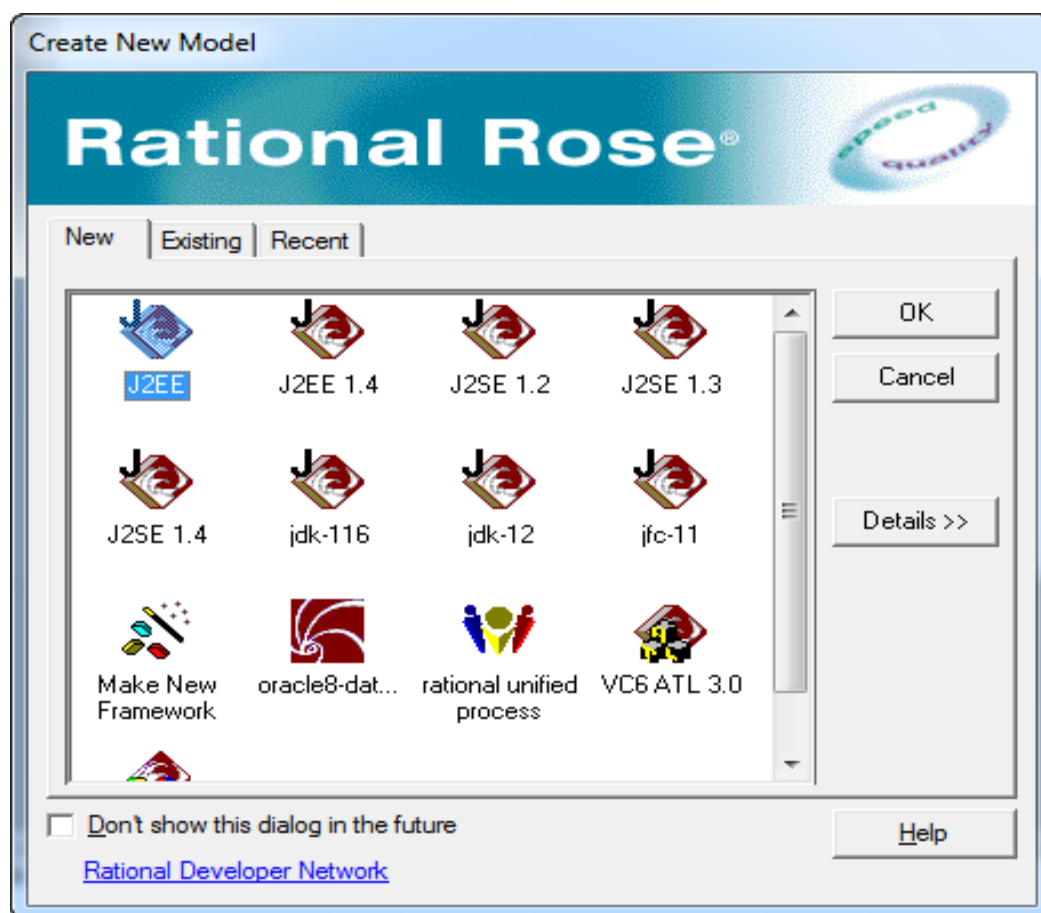 Create New Model
Rational Rose®
speed
quality
New
Existing
Recent
J2EE
J2EE 1.4
J2SE 1.2
J2SE 1.3
OK
Cancel
J2SE 1.4
jdk-116
jdk-12
jfc-11
Details >>
Make New
Framework
oracle8-dat...
rational unified
process
VC6 ATL 3.0
Don't show this dialog in the future
Help
Rational Developer Network